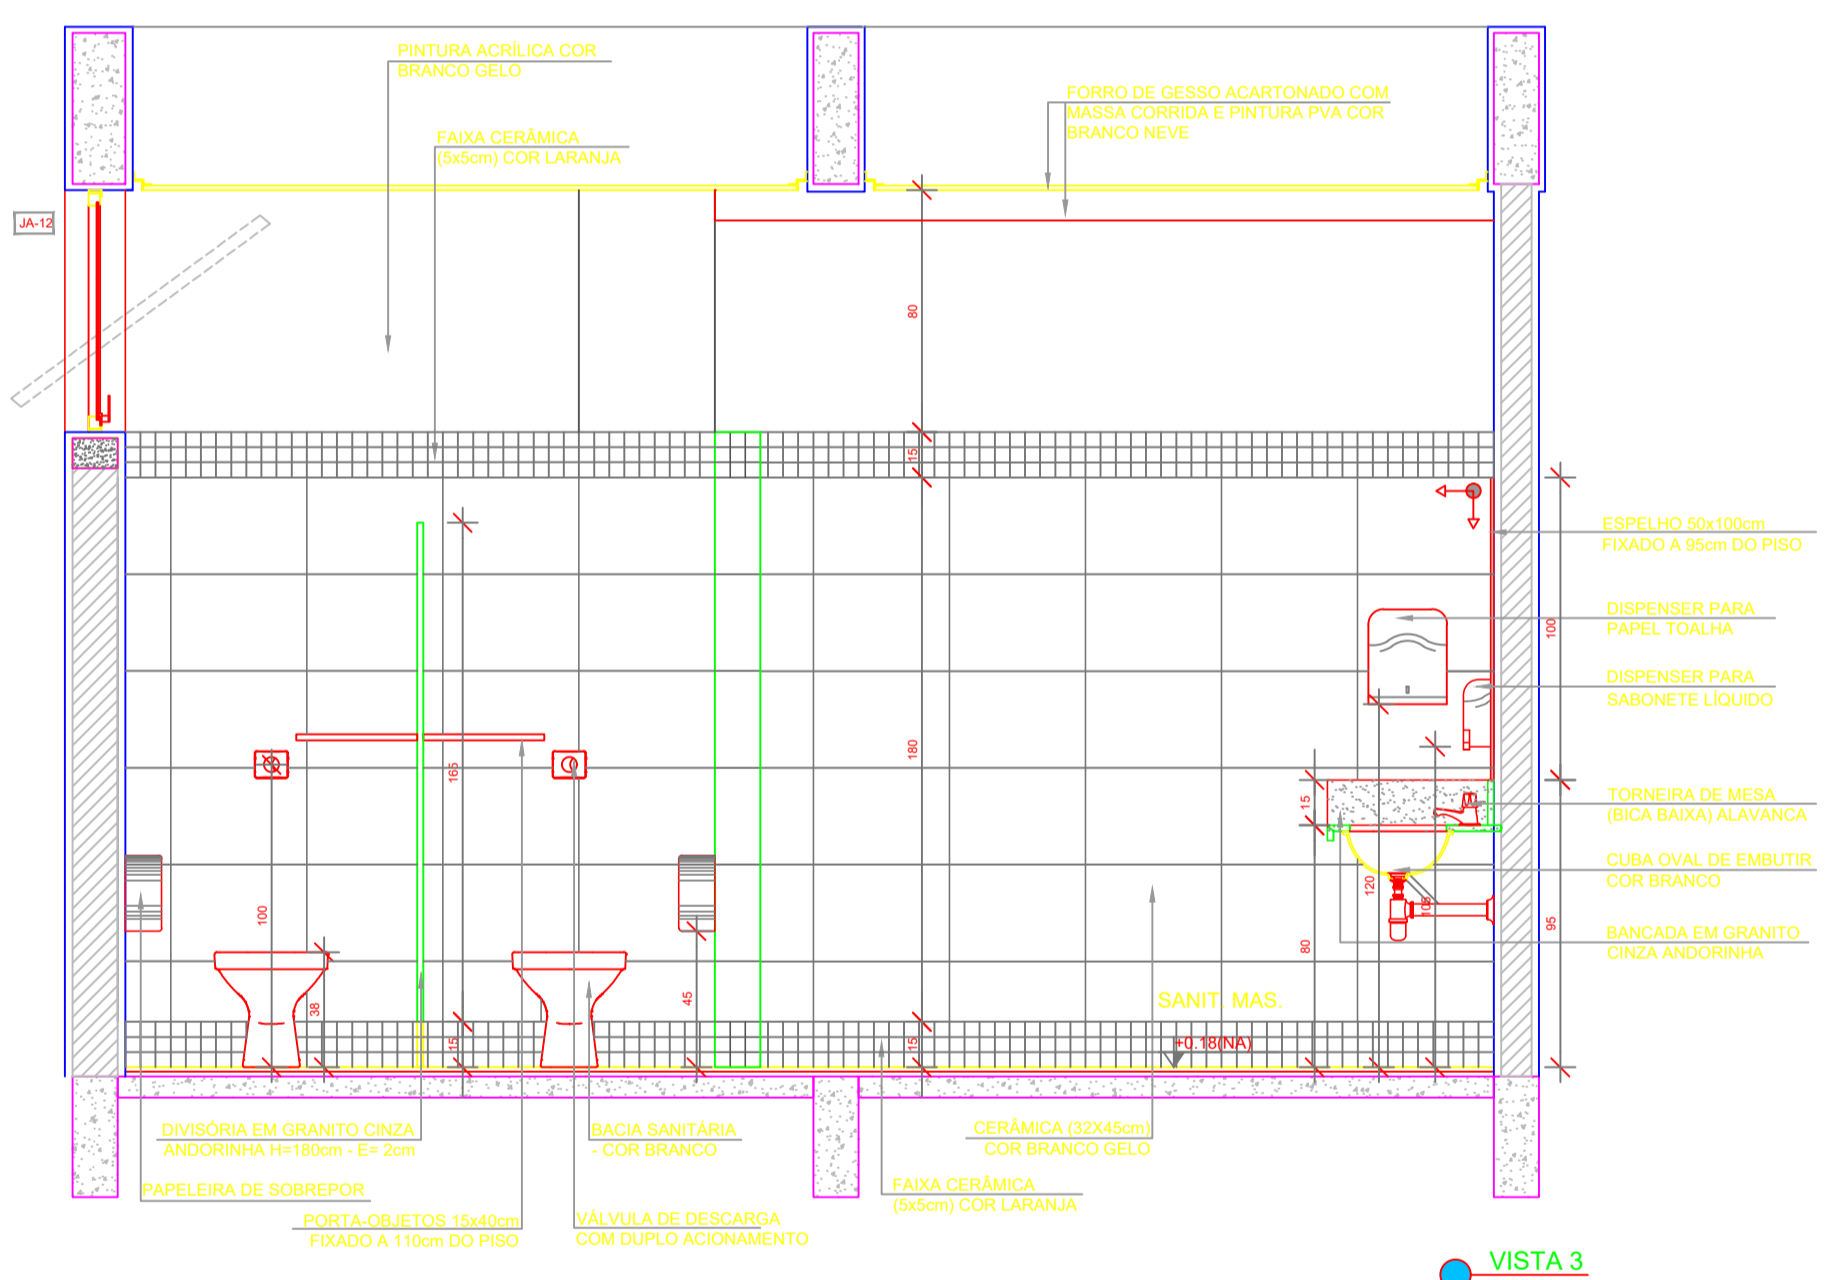 PINTURA ACRÍLICA COR
BRANCO GELO
FORRO DE GESSO ACARTONADO COM
MASSA CORRIDA E PINTURA PVA COR
BRANCO NEVE
FAIXA CERÂMICA
(5x5cm) COR LARANJA
JA-12
80
15
ESPELHO 50x100cm
FIXADO A 95cm DO PISO
DISPENSER PARA
PAPEL TOALHA
100
DISPENSER PARA
SABONETE LÍQUIDO
180
165
TORNEIRA DE MESA
(BICA BAIXA) ALAVANCA
15
CUBA OVAL DE EMBUTIR
COR BRANCO
120
105
100
95
BANCADA EM GRANITO
CINZA ANDORINHA
80
45
38
SANIT. MAS.
+0.18(NA)
15
15
DIVISÓRIA EM GRANITO CINZA
ANDORINHA H=180cm - E= 2cm
BACIA SANITÁRIA
- COR BRANCO
CERÂMICA (32X45cm)
COR BRANCO GELO
PAPELEIRA DE SOBREPOR
FAIXA CERÂMICA
(5x5cm) COR LARANJA
PORTA-OBJETOS 15x40cm
FIXADO A 110cm DO PISO
VÁLVULA DE DESCARGA
COM DUPLO ACIONAMENTO
VISTA 3